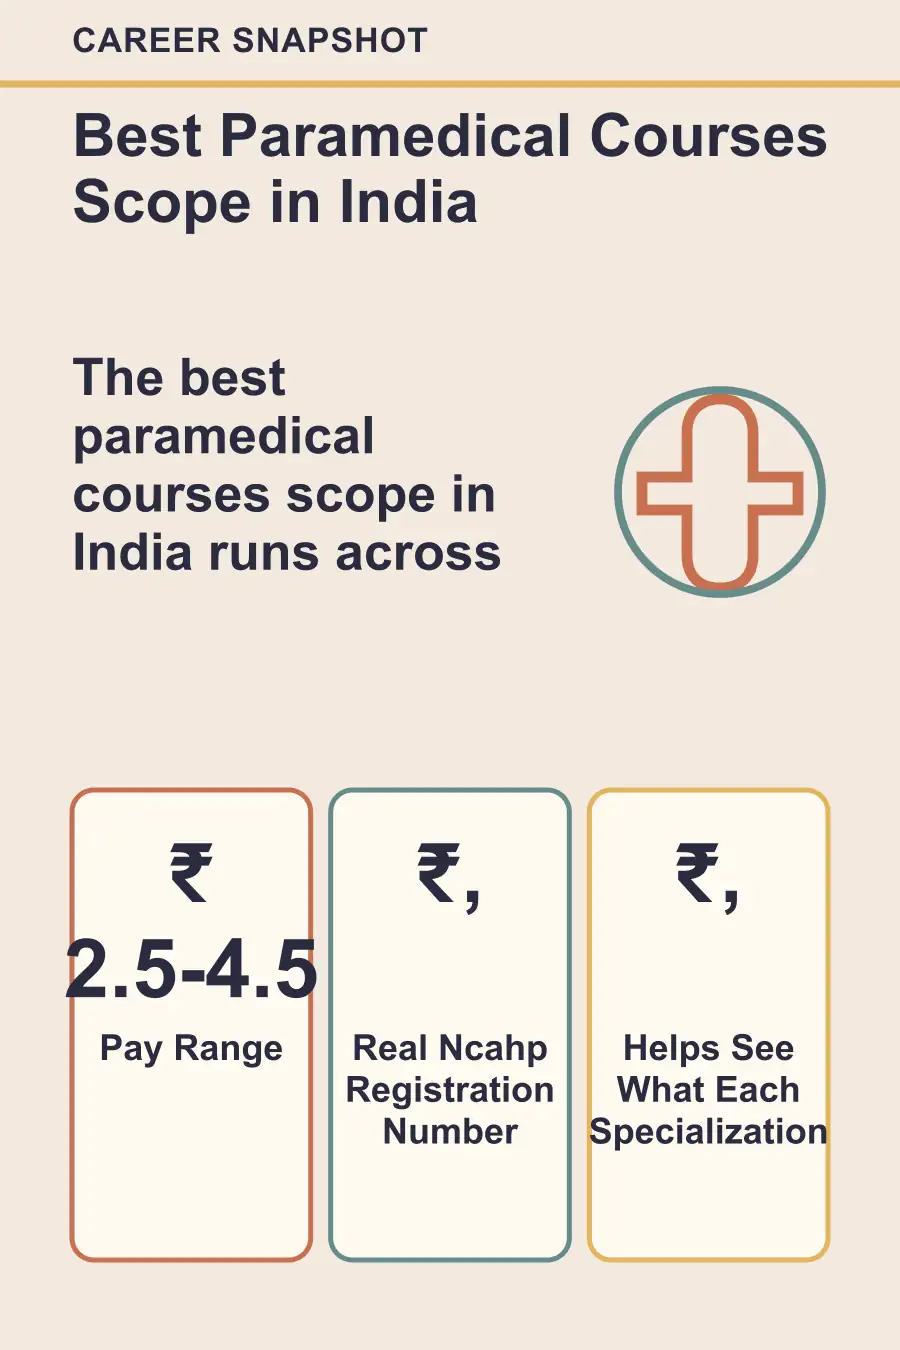 CAREER SNAPSHOT
Best Paramedical Courses
Scope in India
The best
paramedical
courses scope in
India runs across
₹
2.5-4.5
Pay Range
₹,
Real Ncahp
Registration
Number
₹,
Helps See
What Each
Specialization